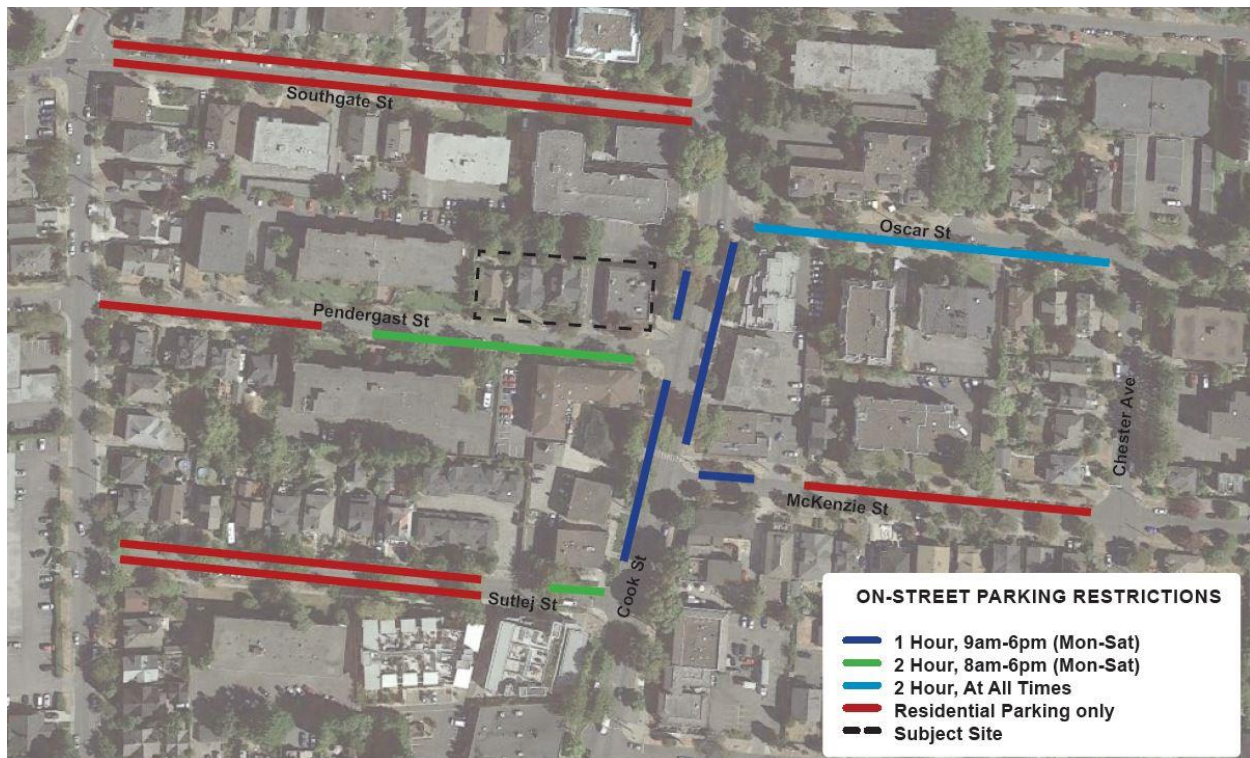 Southgate St
Oscar St
Pendergast St
Chester Ave
McKenzie St
Sutlej St
Cook St
ON-STREET PARKING RESTRICTIONS
1 Hour, 9am-6pm (Mon-Sat)
2 Hour, 8am-6pm (Mon-Sat)
2 Hour, At All Times
Residential Parking only
Subject Site